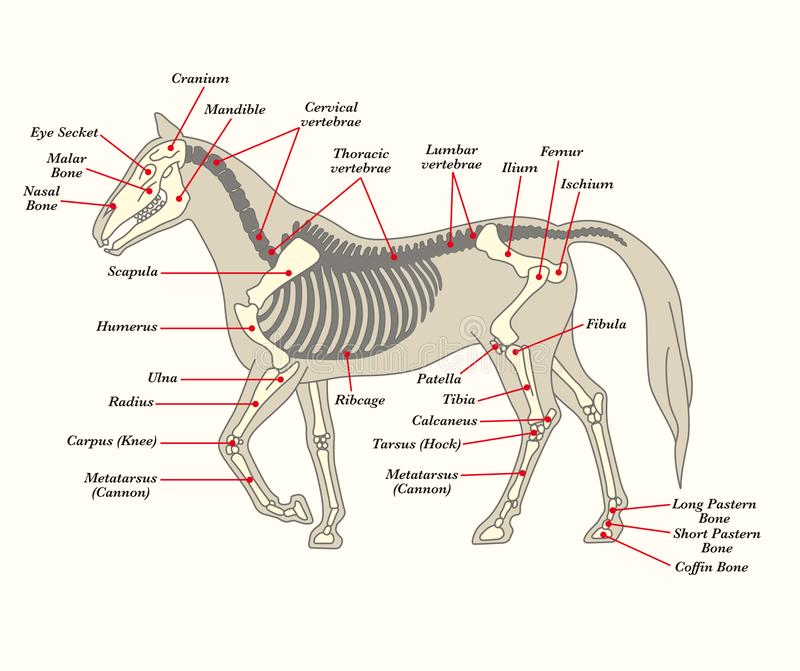 Cranium
Mandible
Cervical
vertebrae
Eye Secket
Malar
Bone
Nasal
Bone
Thoracic
vertebrae
Lumbar
vertebrae
Ilium
Femur
Ischium
Scapula
Humerus
Ulna
Radius
Carpus (Knee)
Metatarsus
(Cannon)
Ribcage
Fibula
Patella
Tibia
Calcaneus
Tarsus (Hock)
Metatarsus
(Cannon)
Long Pastern
Bone
Short Pastern
Bone
Coffin Bone
dreamstime